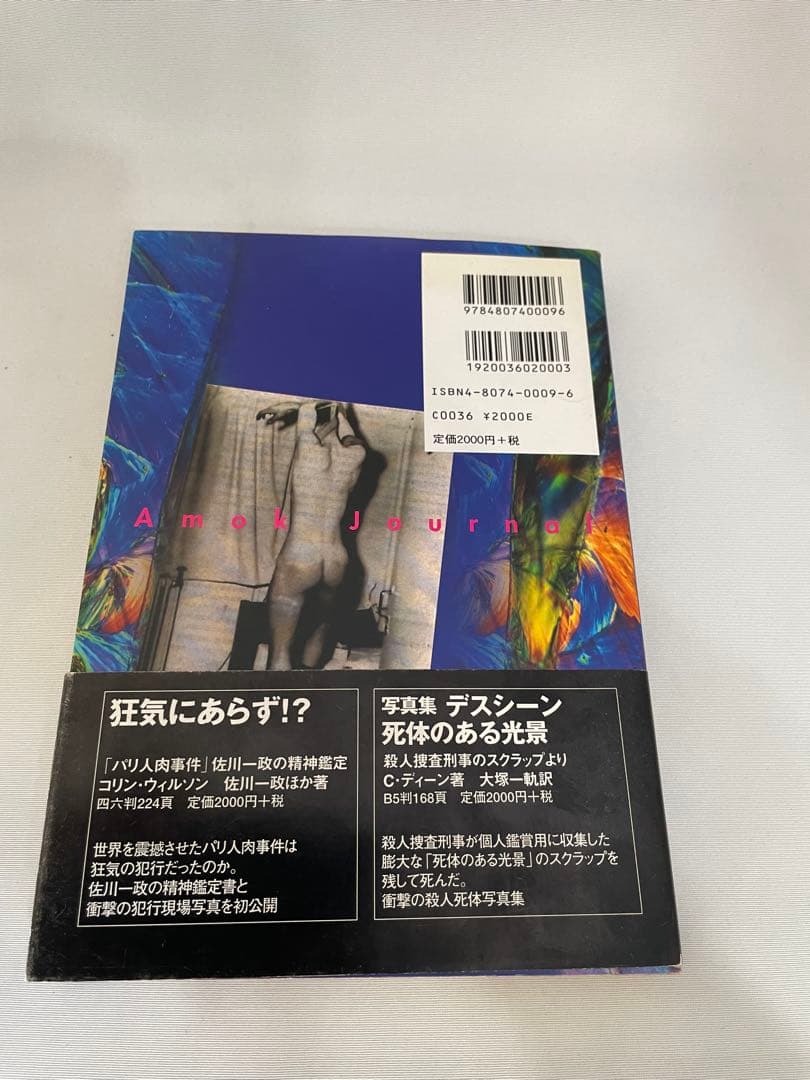 9784807400096
1920036020003
ISBN4-8074-0009-6
C0036 ¥2000E
定価2000円+税
Amok Journal
狂気にあらず!?
「パリ人肉事件」佐川一政の精神鑑定
コリン・ウィルソン 佐川一政ほか著
四六判224頁 定価2000円+税
世界を震撼させたパリ人肉事件は
狂気の犯行だったのか。
佐川一政の精神鑑定書と
衝撃の犯行現場写真を初公開
写真集 デスシーン
死体のある光景
殺人捜査刑事のスクラップより
C・ディーン著 大塚一軌訳
B5判168頁 定価2000円+税
殺人捜査刑事が個人鑑賞用に収集した
膨大な「死体のある光景」のスクラップを
残して死んだ。
衝撃の殺人死体写真集